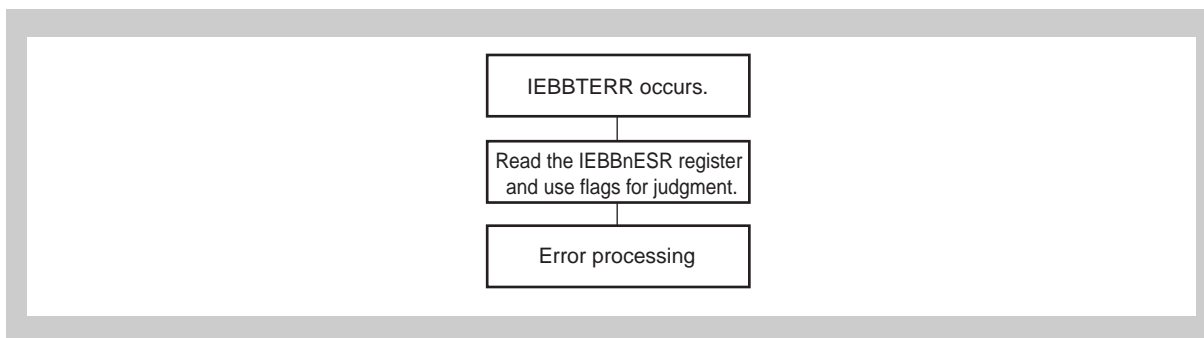 IEBBTERR occurs.
Read the IEBBnESR register
and use flags for judgment.
Error processing